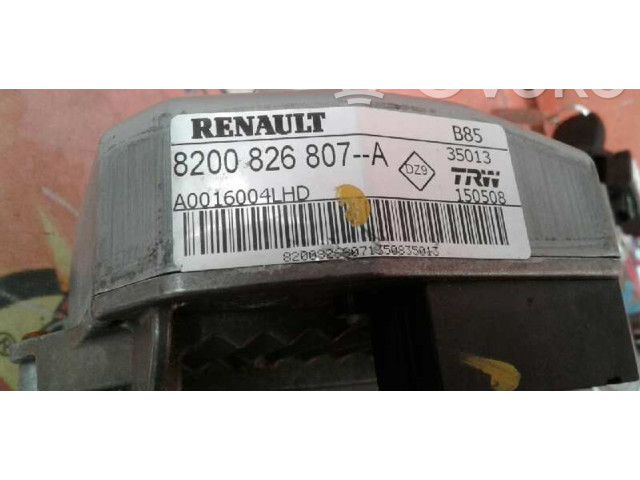 RENAULT
B85
8200 826 807--A
DZ9
35013
TRW
A0016004LHD
150508